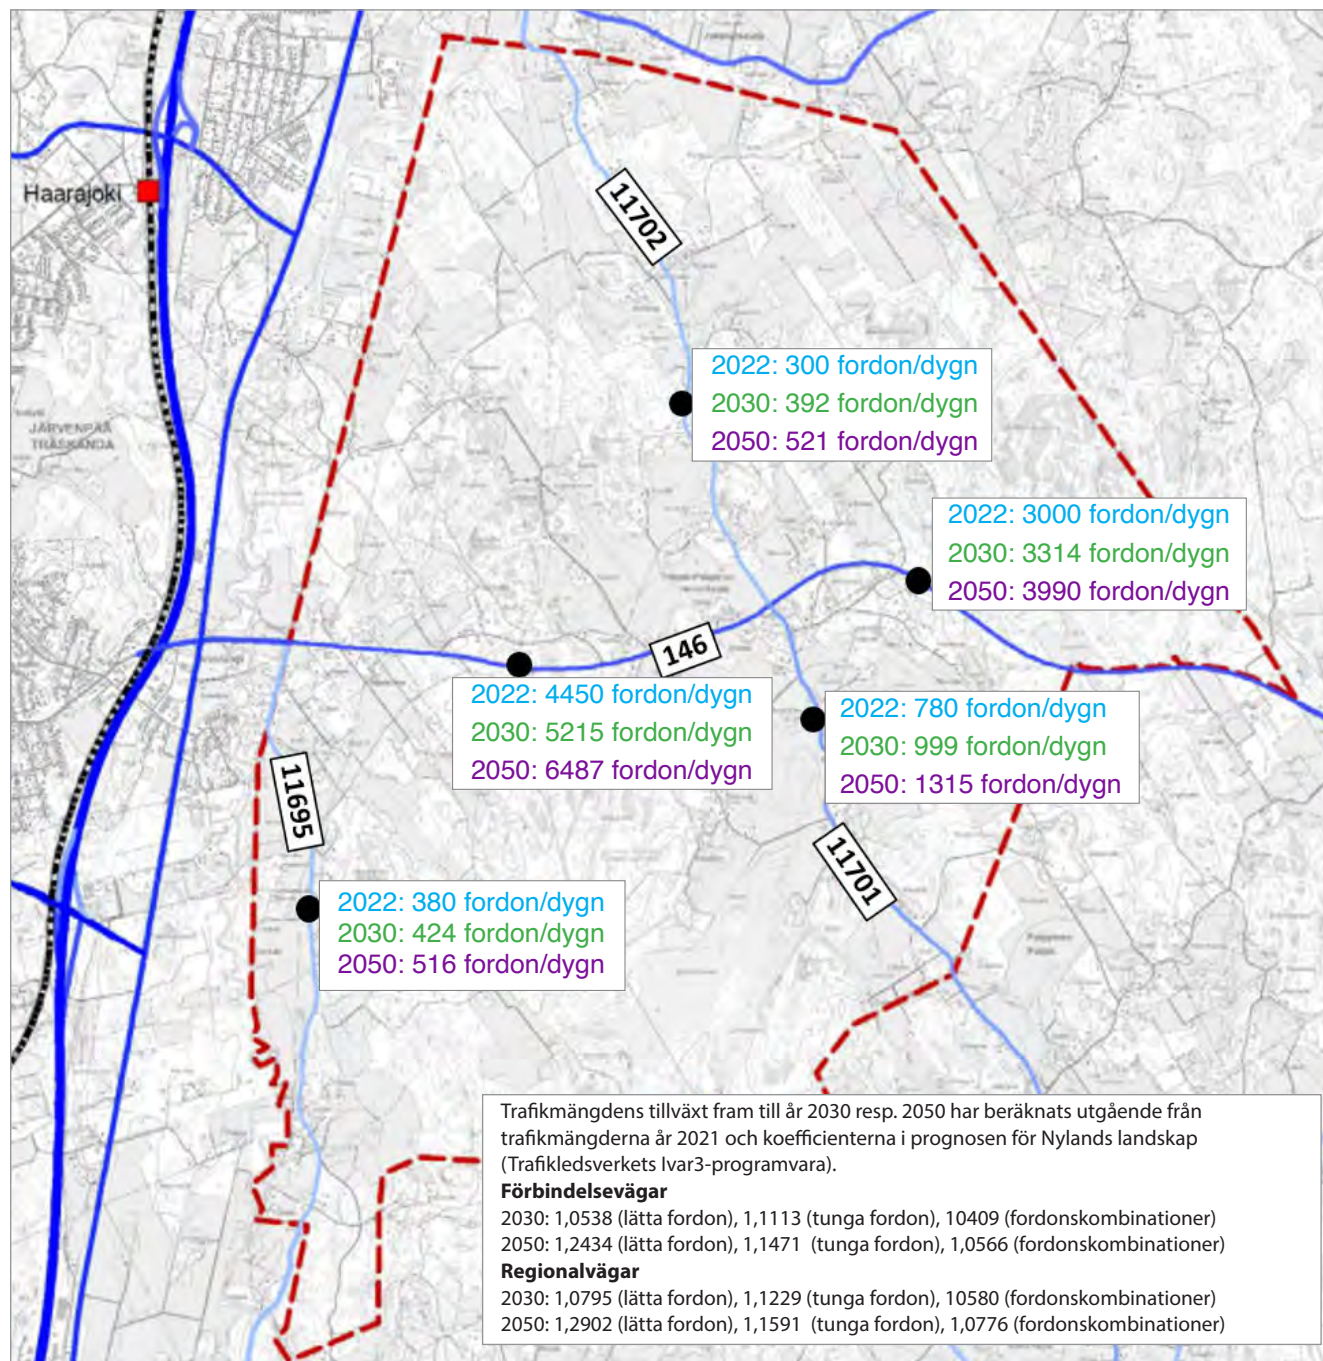 Haarajoki
11702
JÄRVENPÄÄ
TRÄSKÄNDA
2022: 300 fordon/dygn
2030: 392 fordon/dygn
2050: 521 fordon/dygn
2022: 3000 fordon/dygn
2030: 3314 fordon/dygn
2050: 3990 fordon/dygn
146
2022: 4450 fordon/dygn
2030: 5215 fordon/dygn
2050: 6487 fordon/dygn
2022: 780 fordon/dygn
2030: 999 fordon/dygn
2050: 1315 fordon/dygn
11695
11701
2022: 380 fordon/dygn
2030: 424 fordon/dygn
2050: 516 fordon/dygn
Trafikmängdens tillväxt fram till år 2030 resp. 2050 har beräknats utgående från
trafikmängderna år 2021 och koefficienterna i prognosen för Nylands landskap
(Trafikledsverkets Ivar3-programvara).
Förbindelsevägar
2030: 1,0538 (lätta fordon), 1,1113 (tunga fordon), 10409 (fordonskombinationer)
2050: 1,2434 (lätta fordon), 1,1471 (tunga fordon), 1,0566 (fordonskombinationer)
Regionalvägar
2030: 1,0795 (lätta fordon), 1,1229 (tunga fordon), 10580 (fordonskombinationer)
2050: 1,2902 (lätta fordon), 1,1591 (tunga fordon), 1,0776 (fordonskombinationer)